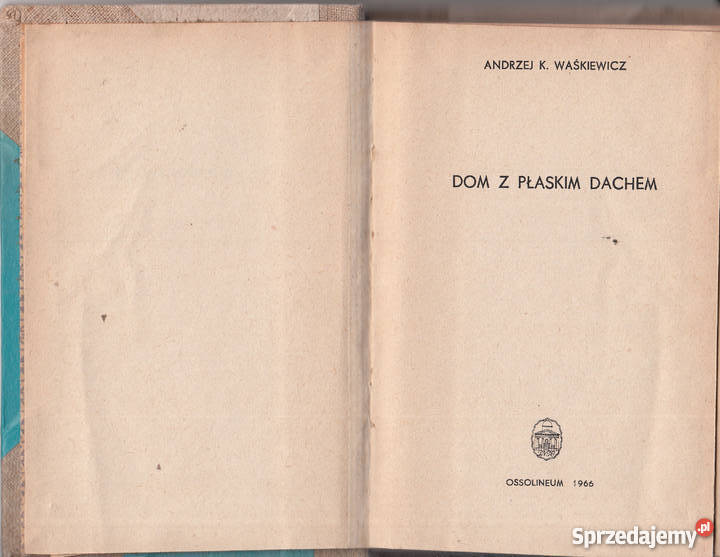 ANDRZEJ K. WAŚKIEWICZ
DOM Z PŁASKIM DACHEM
OSSOLINEUM 1966
Sprzedajemy.pl